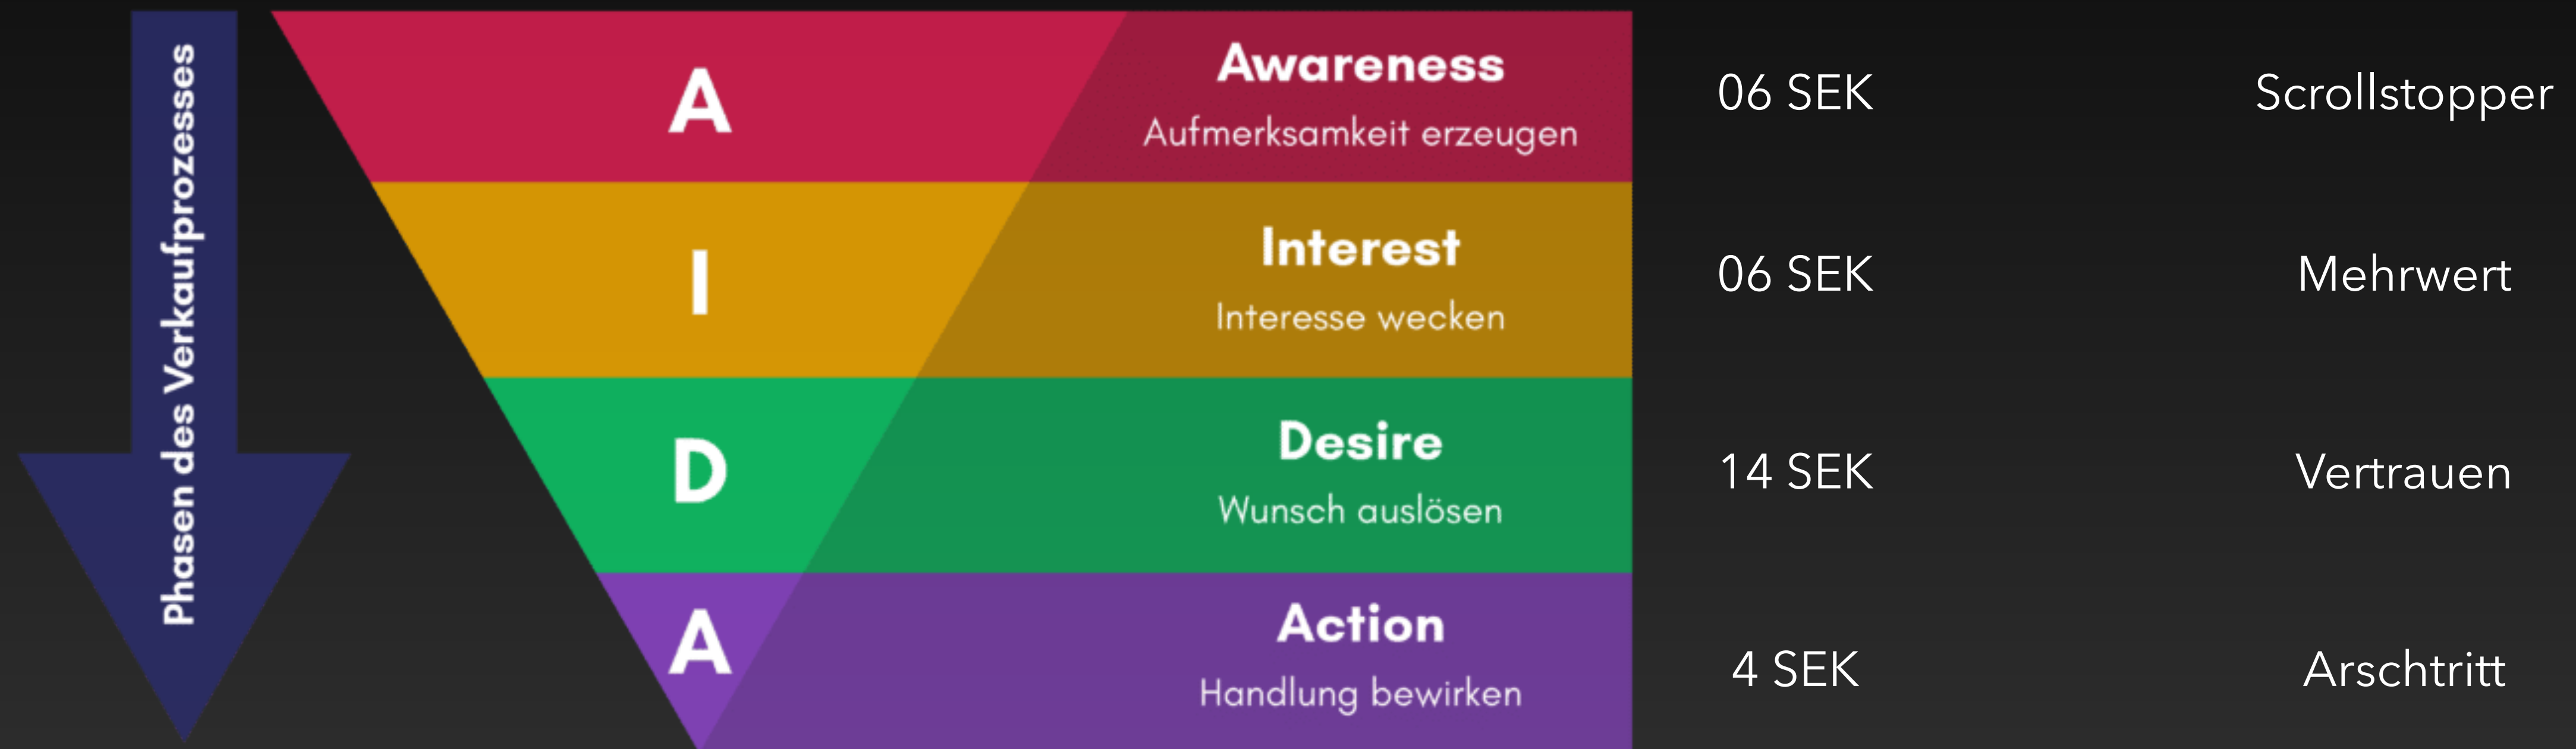 Phasen des Verkaufprozesses
A
Awareness
Aufmerksamkeit erzeugen
06 SEK
Scrollstopper
I
Interest
Interesse wecken
06 SEK
Mehrwert
D
Desire
Wunsch auslösen
14 SEK
Vertrauen
A
Action
Handlung bewirken
4 SEK
Arschtritt